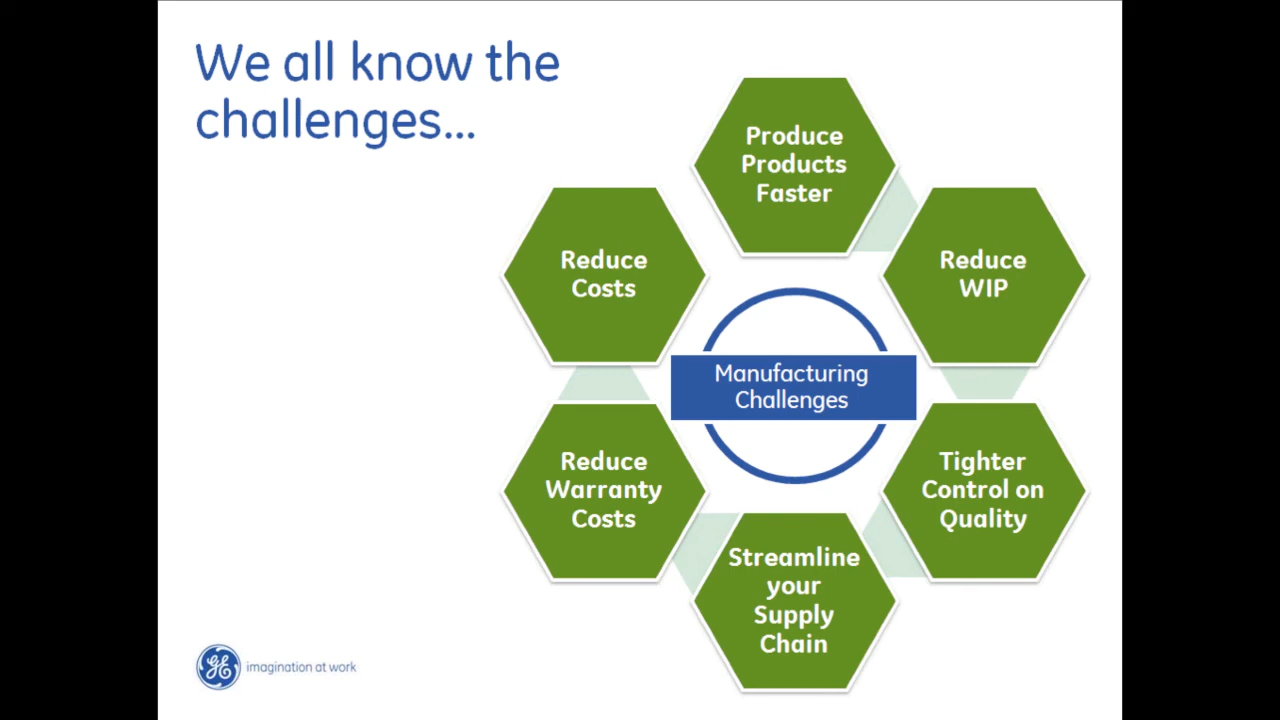 We all know the
challenges...
Produce
Products
Faster
Reduce
Costs
Reduce
WIP
Manufacturing
Challenges
Reduce
Warranty
Costs
Tighter
Control on
Quality
Streamline
your
Supply
Chain
GE
imagination at work